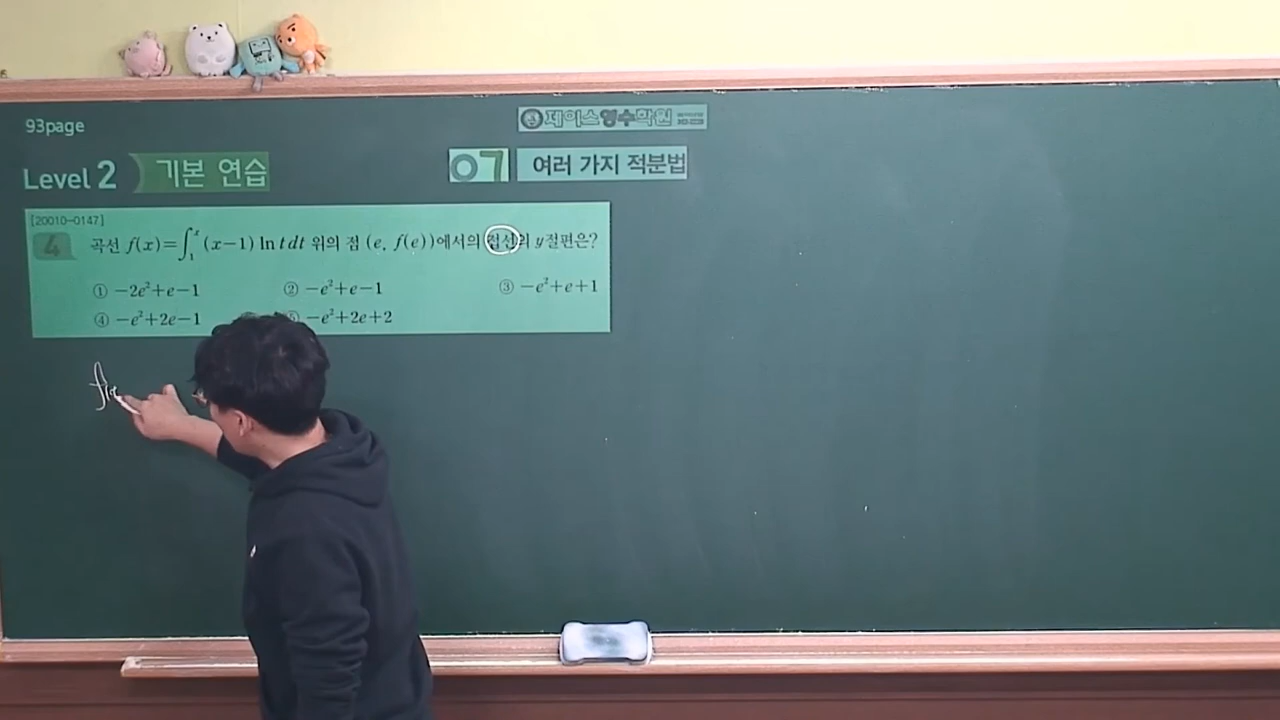 93page
제이스영수학원
Level 2 기본 연습
07 여러 가지 적분법
[20010-0147]
4 곡선 f(x)=∫₁ˣ (x-1) ln t dt 위의 점 (e, f(e))에서의 접선의 y절편은?
① -2e²+e-1 ② -e²+e-1 ③ -e²+e+1
④ -e²+2e-1 ⑤ -e²+2e+2